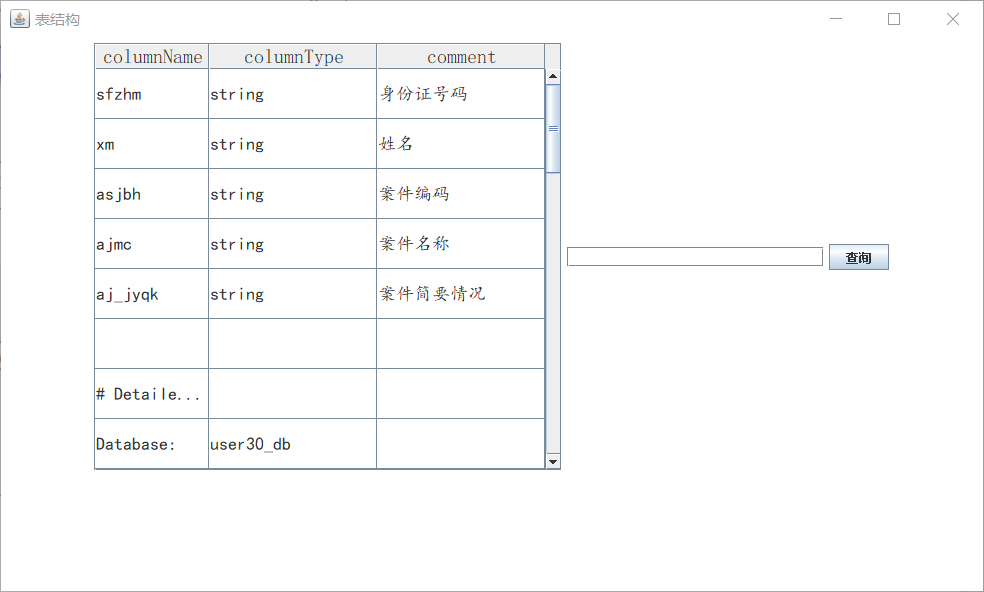 表结构
columnName columnType comment
sfzhm string 身份证号码
xm string 姓名
asjbh string 案件编码
ajmc string 案件名称
aj_jyqk string 案件简要情况
# Detaile...
Database: user30_db
查询